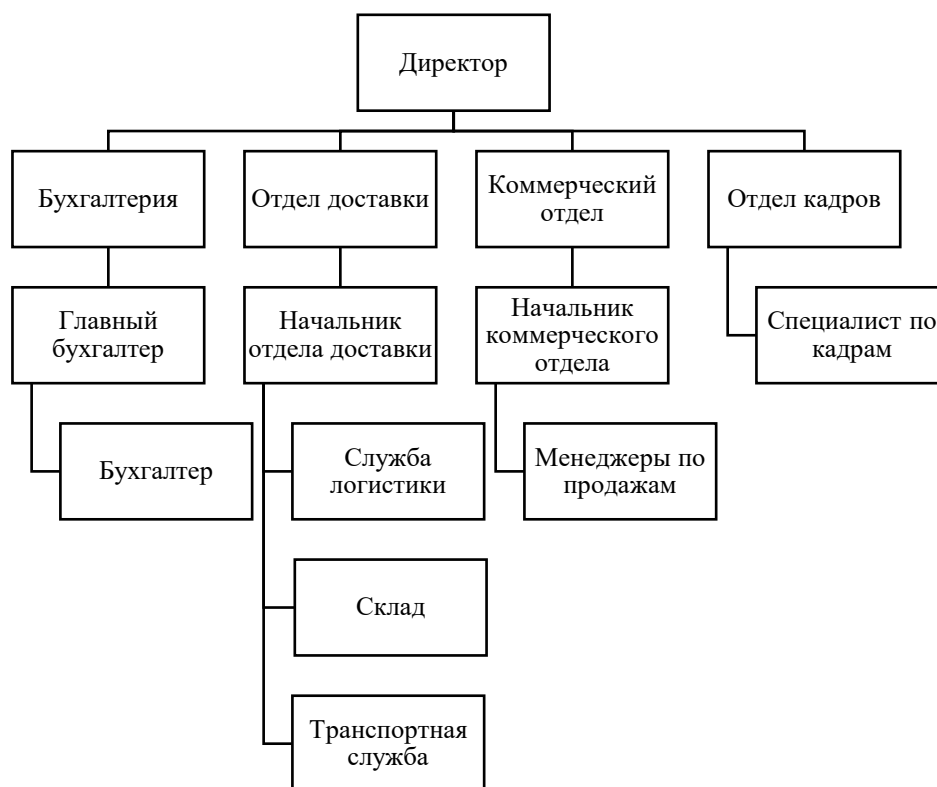 Директор
Бухгалтерия
Отдел доставки
Коммерческий
отдел
Отдел кадров
Главный
бухгалтер
Начальник
отдела доставки
Начальник
коммерческого
отдела
Специалист по
кадрам
Бухгалтер
Служба
логистики
Менеджеры по
продажам
Склад
Транспортная
служба